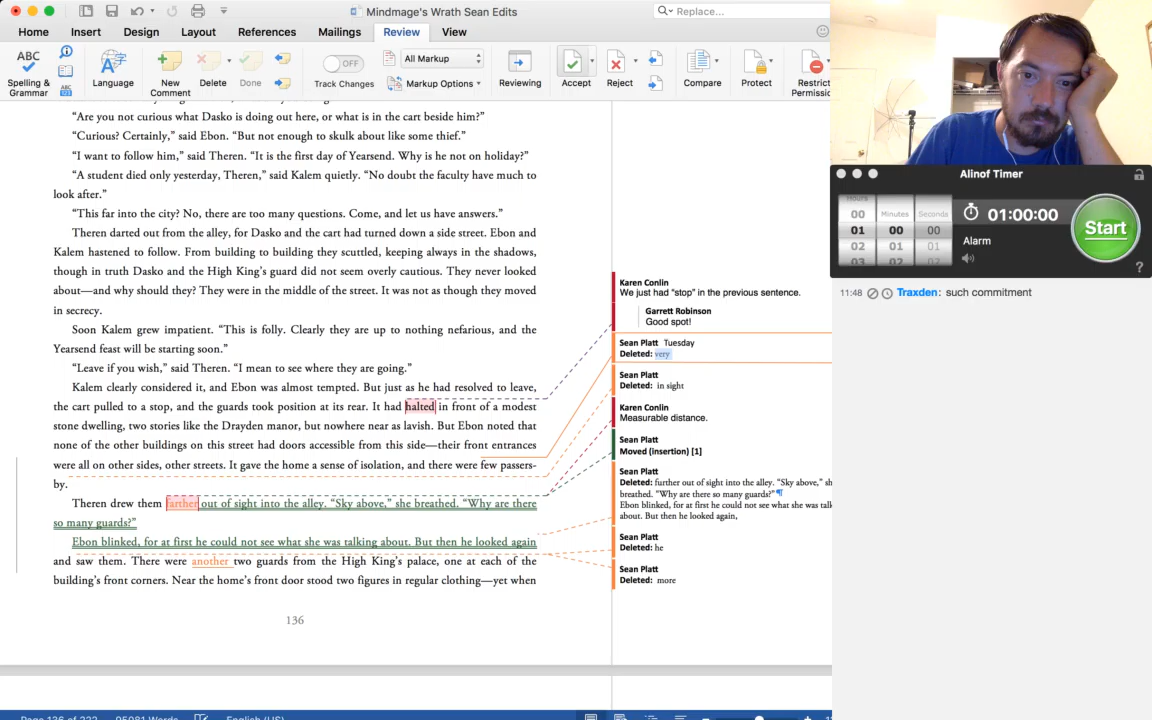 Mindmage's Wrath Sean Edits
Replace...
Home Insert Design Layout References Mailings Review View
ABC
Spelling & Grammar
ABC
Language
New Comment
Delete
Done
OFF
Track Changes
All Markup
Markup Options
Reviewing
Accept
Reject
Compare
Protect
Restrict
“Are you not curious what Dasko is doing out here, or what is in the cart beside him?”
“Curious? Certainly,” said Ebon. “But not enough to skulk about like some thief.”
“I want to follow him,” said Theren. “It is the first day of Yearsend. Why is he not on holiday?”
“A student died only yesterday, Theren,” said Kalem quietly. “No doubt the faculty have much to
look after.”
“This far into the city? No, there are too many questions. Come, and let us have answers.”
Theren darted out from the alley, for Dasko and the cart had turned down a side street. Ebon and
Kalem hastened to follow. From building to building they scuttled, keeping always in the shadows,
though in truth Dasko and the High King’s guard did not seem overly cautious. They never looked
about—and why should they? They were in the middle of the street. It was not as though they moved
in secrecy.
Soon Kalem grew impatient. “This is folly. Clearly they are up to nothing nefarious, and the
Yearsend feast will be starting soon.”
“Leave if you wish,” said Theren. “I mean to see where they are going.”
Kalem clearly considered it, and Ebon was almost tempted. But just as he had resolved to leave,
the cart pulled to a stop, and the guards took position at its rear. It had halted in front of a modest
stone dwelling, two stories like the Drayden manor, but nowhere near as lavish. But Ebon noted that
none of the other buildings on this street had doors accessible from this side—their front entrances
were all on other sides, other streets. It gave the home a sense of isolation, and there were few passers-
by.
Theren drew them farther out of sight into the alley. “Sky above,” she breathed. “Why are there
so many guards?”
Ebon blinked, for at first he could not see what she was talking about. But then he looked again
and saw them. There were another two guards from the High King’s palace, one at each of the
building’s front corners. Near the home’s front door stood two figures in regular clothing—yet when
136
Karen Conlin
We just had “stop” in the previous sentence.
Garrett Robinson
Good spot!
Sean Platt Tuesday
Deleted: very
Sean Platt
Deleted: in sight
Karen Conlin
Measurable distance.
Sean Platt
Moved (insertion) [1]
Sean Platt
Deleted: farther out of sight into the alley. “Sky above,” sh
breathed. “Why are there so many guards?”¶
Ebon blinked, for at first he could not see what she was talk
about. But then he looked again,
Sean Platt
Deleted: he
Sean Platt
Deleted: more
Page 136 of 222 95081 Words English (US)
Alinof Timer
Hours Minutes Seconds
00
01 00 00
02 01 01
03 02 02
01:00:00
Alarm
Start
?
11:48 Traxden: such commitment